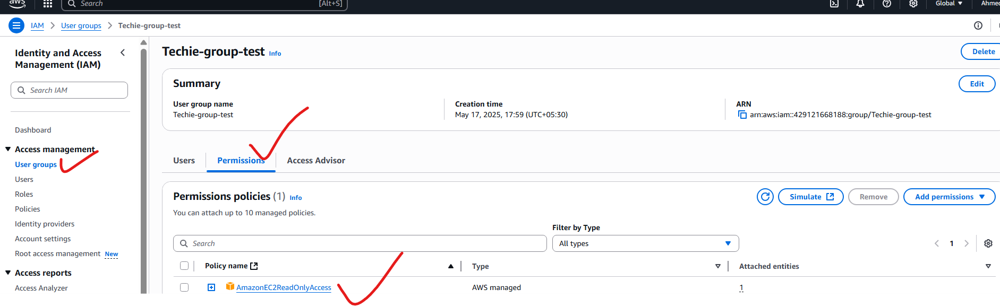 aws Search [Alt+S] Global Ahmed
IAM User groups Techie-group-test
Identity and Access
Management (IAM)
Search IAM
Dashboard
Access management
User groups
Users
Roles
Policies
Identity providers
Account settings
Root access management New
Access reports
Access Analyzer
Techie-group-test Info
Delete
Summary
Edit
User group name
Techie-group-test
Creation time
May 17, 2025, 17:59 (UTC+05:30)
ARN
arn:aws:iam::429121668188:group/Techie-group-test
Users Permissions Access Advisor
Permissions policies (1) Info
Simulate Remove Add permissions
You can attach up to 10 managed policies.
Filter by Type
Search All types 1
Policy name Type Attached entities
AmazonEC2ReadOnlyAccess AWS managed 1